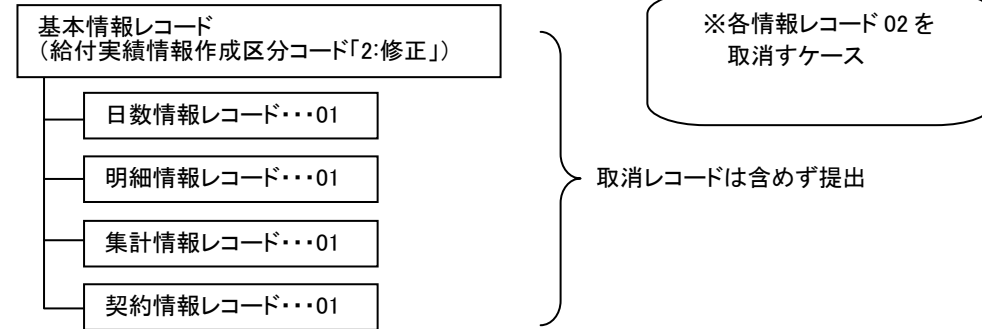 基本情報レコード
（給付実績情報作成区分コード「2:修正」）
日数情報レコード・・・01
明細情報レコード・・・01
集計情報レコード・・・01
契約情報レコード・・・01
取消レコードは含めず提出
※各情報レコード 02 を
取消すケース